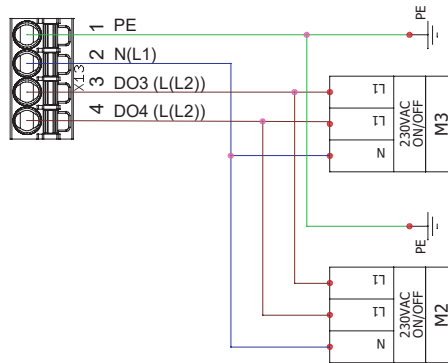 1 PE
2 N(L1)
3 DO3 (L(L2))
4 DO4 (L(L2))
X13
PE
L1
L1
N
230VAC
ON/OFF
M3
PE
L1
L1
N
230VAC
ON/OFF
M2